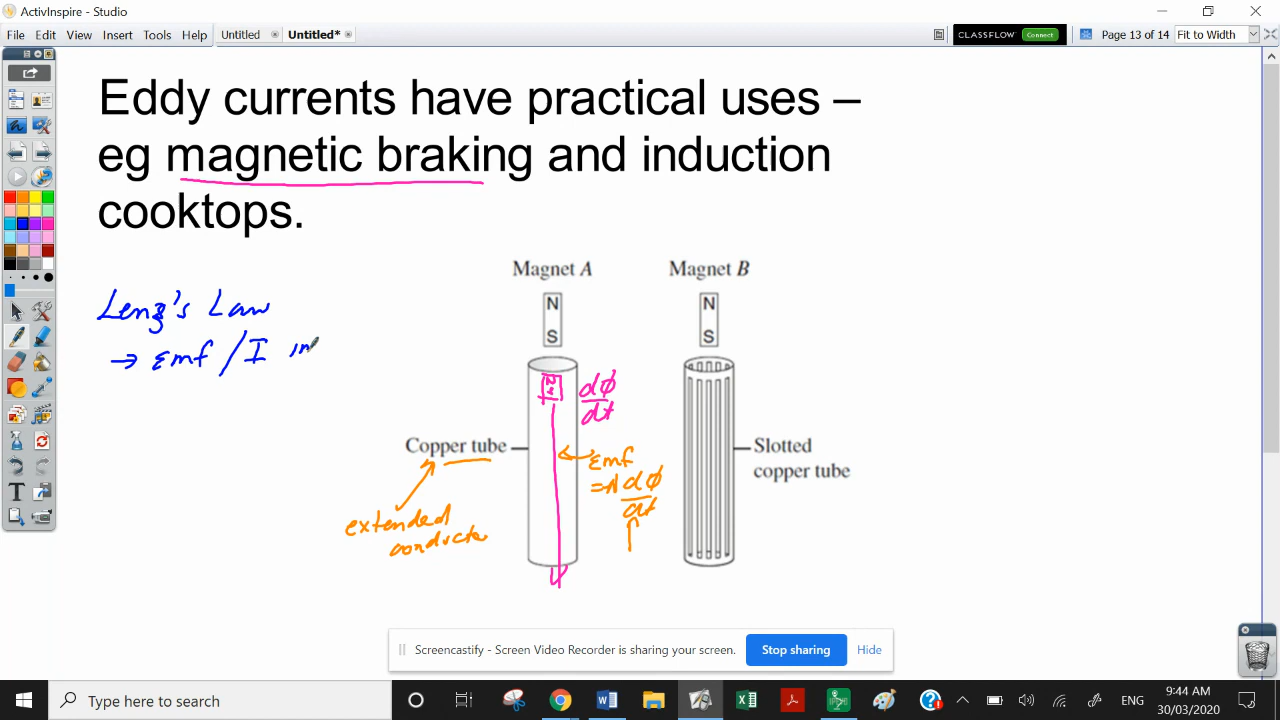 ActivInspire - Studio
File Edit View Insert Tools Help
Untitled
Untitled*
CLASSFLOW Connect
Page 13 of 14
Fit to Width
Eddy currents have practical uses –
eg magnetic braking and induction
cooktops.
Lenz's Law
→ Emf / I in
Magnet A
N
S
Magnet B
N
S
dφ
dt
Copper tube
Emf
=N dφ
dt
extended
conductor
Slotted
copper tube
Screencastify - Screen Video Recorder is sharing your screen.
Stop sharing
Hide
Type here to search
ENG
9:44 AM
30/03/2020